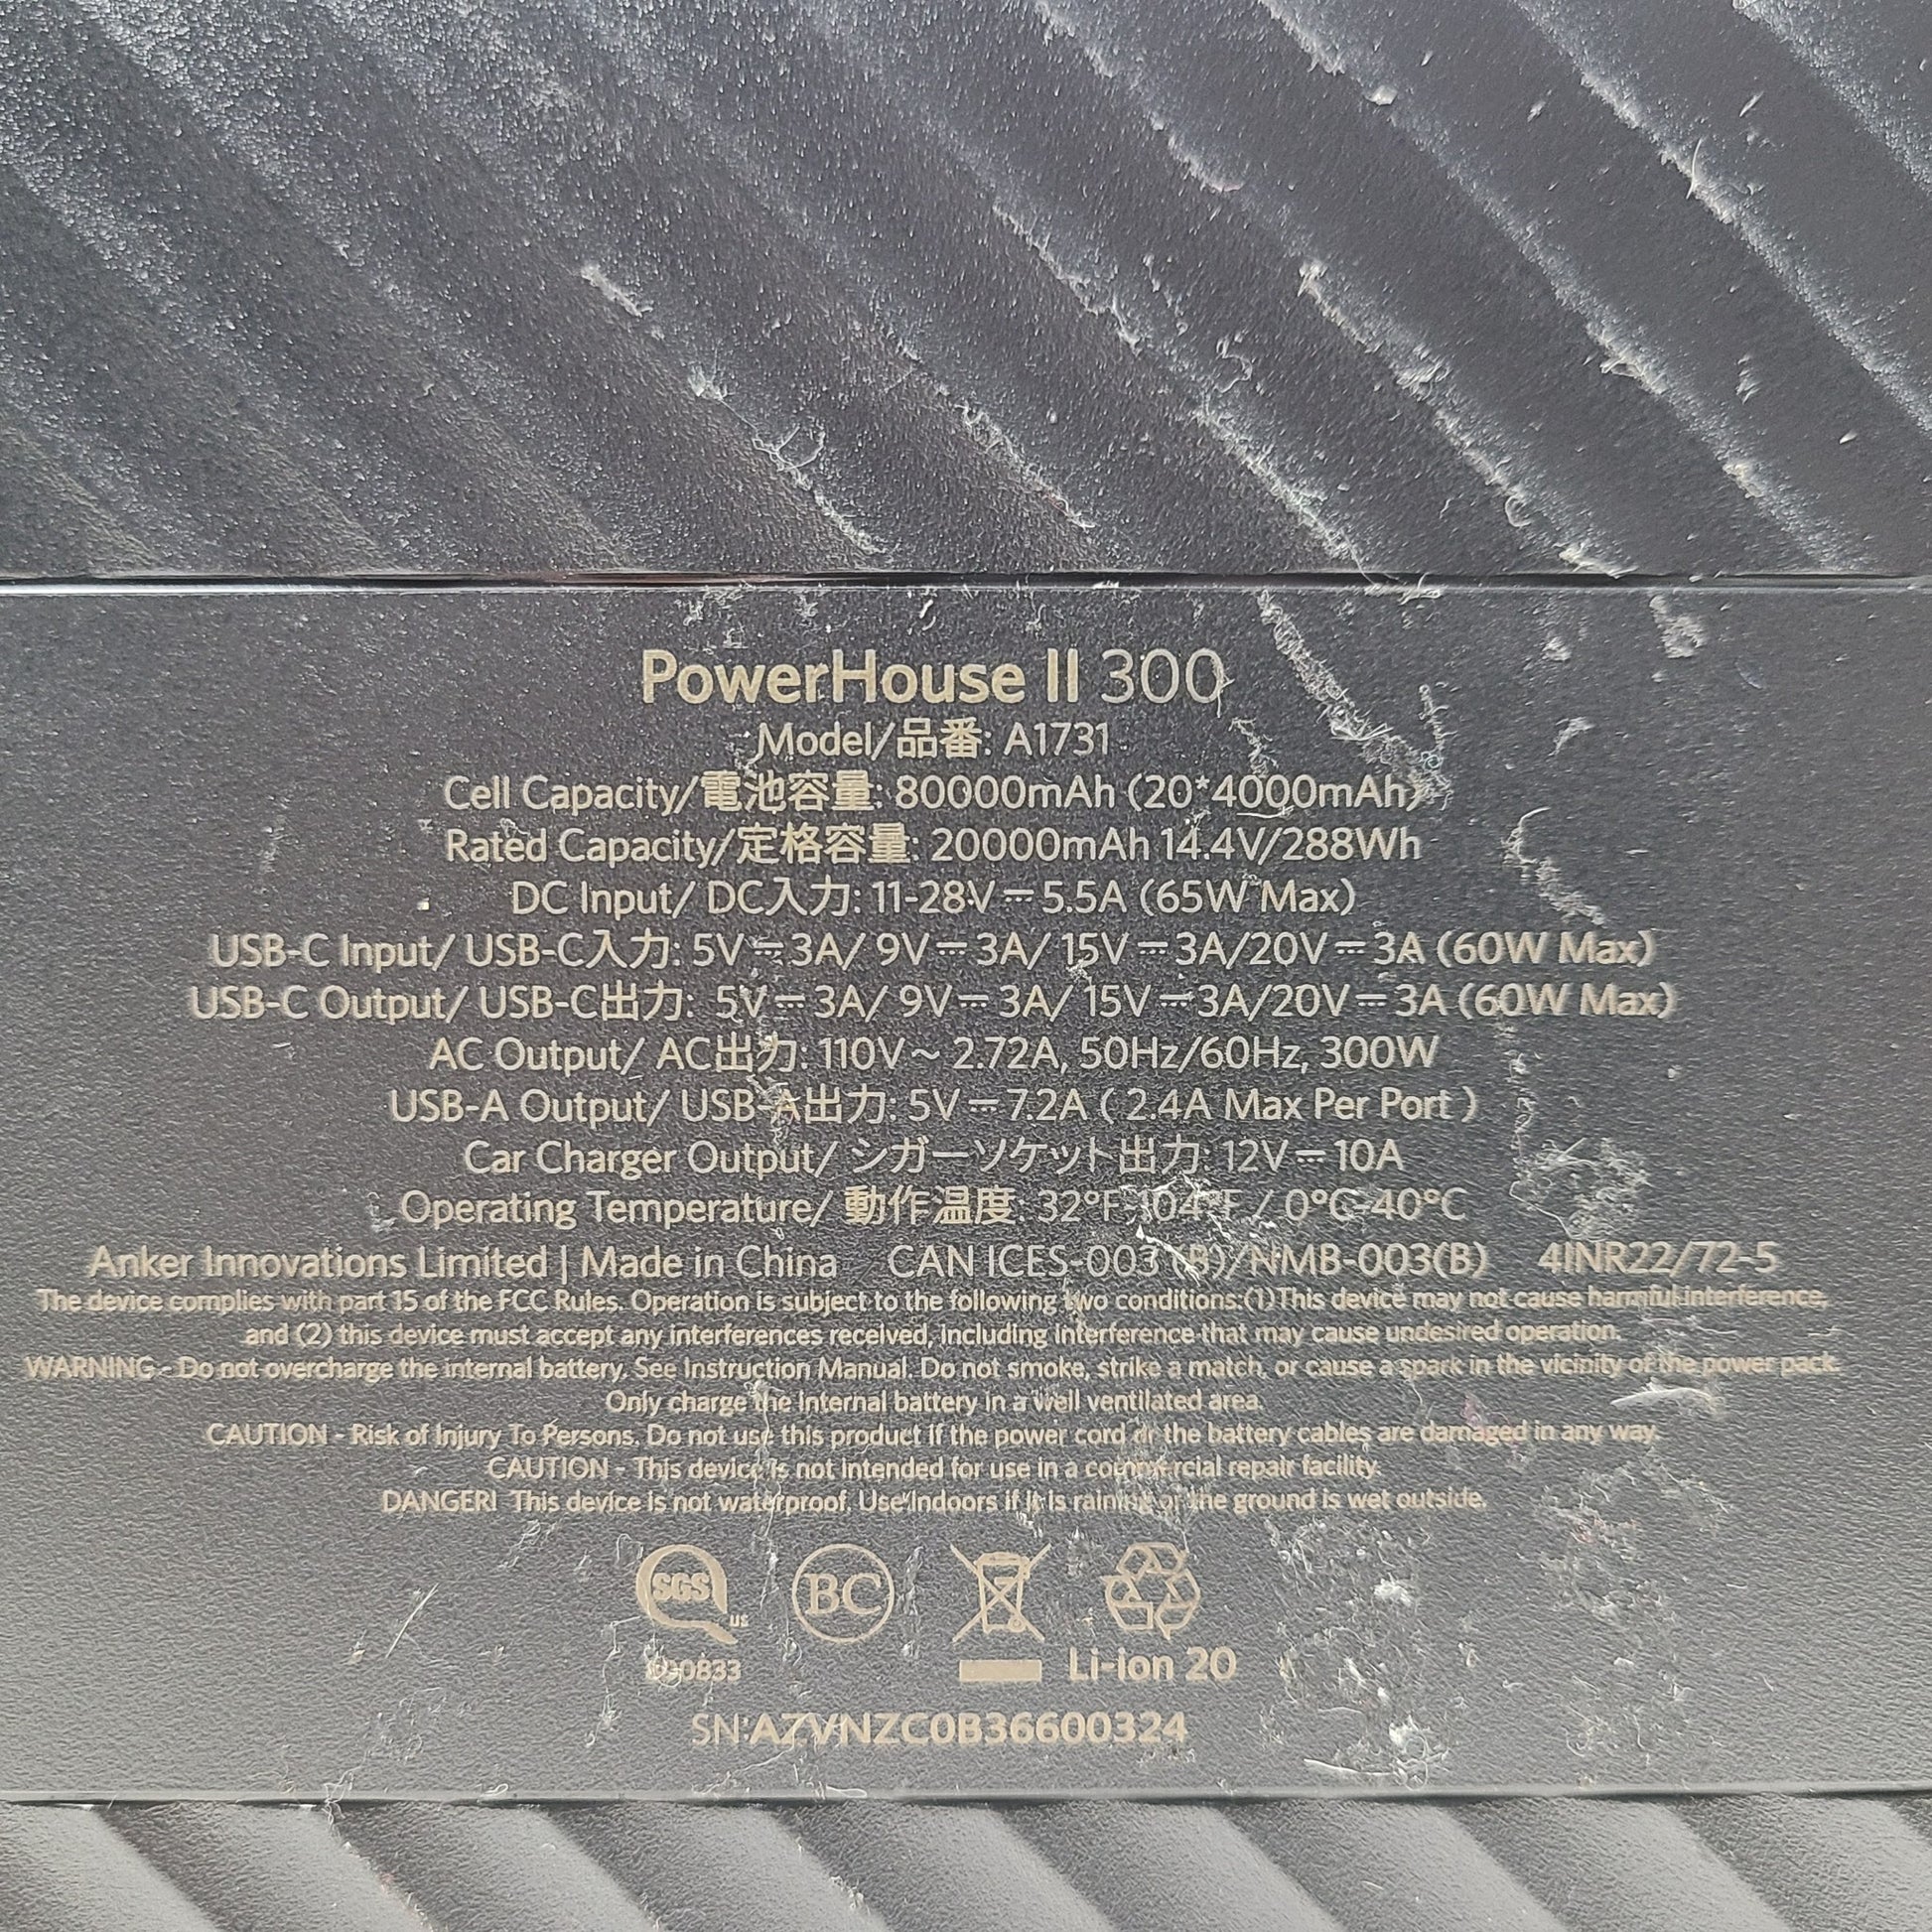 PowerHouse II 300
Model/品番: A1731
Cell Capacity/電池容量: 80000mAh (20*4000mAh)
Rated Capacity/定格容量: 20000mAh 14.4V/288Wh
DC Input/ DC入力: 11-28V⎓5.5A (65W Max)
USB-C Input/ USB-C入力: 5V⎓3A/ 9V⎓3A/ 15V⎓3A/20V⎓3A (60W Max)
USB-C Output/ USB-C出力: 5V⎓3A/ 9V⎓3A/ 15V⎓3A/20V⎓3A (60W Max)
AC Output/ AC出力: 110V~ 2.72A, 50Hz/60Hz, 300W
USB-A Output/ USB-A出力: 5V⎓7.2A ( 2.4A Max Per Port )
Car Charger Output/ シガーソケット出力: 12V⎓10A
Operating Temperature/ 動作温度: 32°F-104°F / 0°C-40°C
Anker Innovations Limited | Made in China CAN ICES-003(B)/NMB-003(B) 4INR22/72-5
The device complies with part 15 of the FCC Rules. Operation is subject to the following two conditions:(1)This device may not cause harmful interference,
and (2) this device must accept any interferences received, including interference that may cause undesired operation.
WARNING - Do not overcharge the internal battery. See Instruction Manual. Do not smoke, strike a match, or cause a spark in the vicinity of the power pack.
Only charge the Internal battery in a well ventilated area.
CAUTION - Risk of Injury To Persons. Do not use this product if the power cord or the battery cables are damaged in any way.
CAUTION - This device is not intended for use in a commercial repair facility.
DANGER! This device is not waterproof. Use indoors if it is raining or the ground is wet outside.
SGS US BC
0833 Li-ion 20
SN:AZVNZC0B36600324